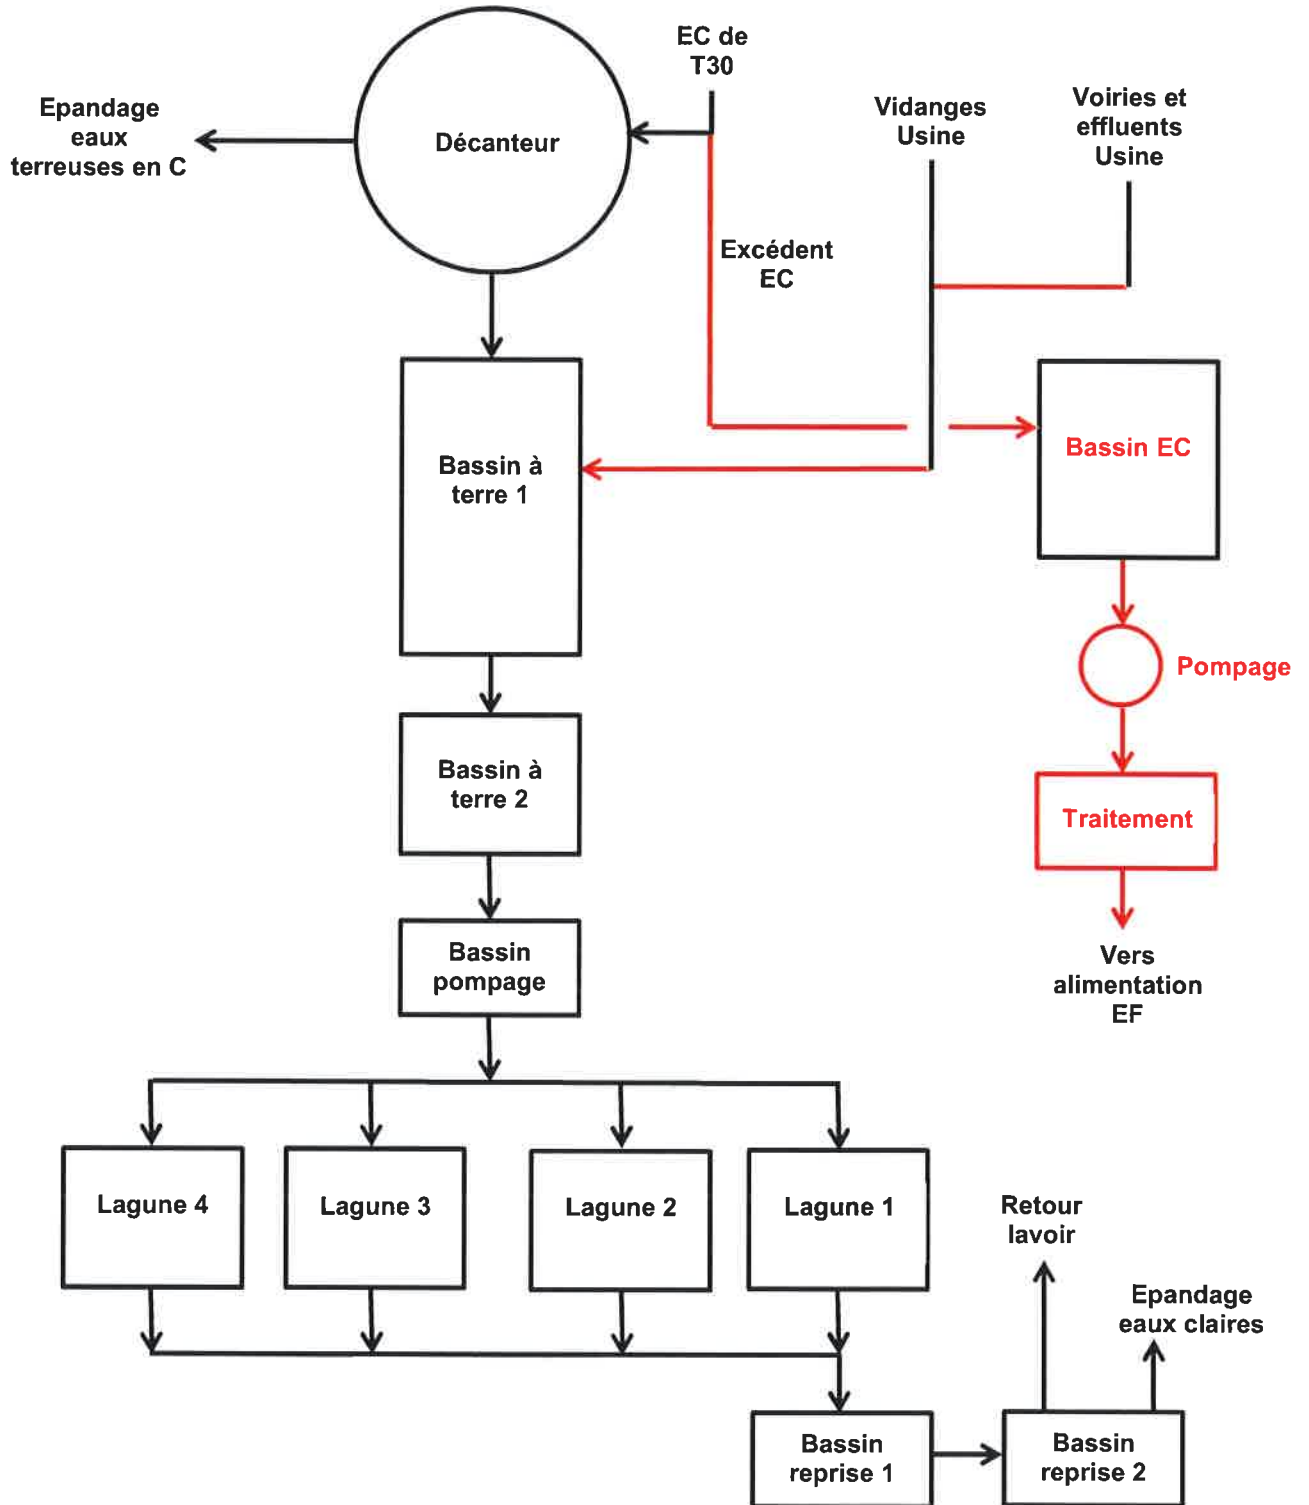 EC de
T30
Epandage
eaux
terreuses en C
Décanteur
Vidanges
Usine
Voiries et
effluents
Usine
Excédent
EC
Bassin à
terre 1
Bassin EC
Pompage
Bassin à
terre 2
Traitement
Bassin
pompage
Vers
alimentation
EF
Lagune 4
Lagune 3
Lagune 2
Lagune 1
Retour
lavoir
Epandage
eaux claires
Bassin
reprise 1
Bassin
reprise 2